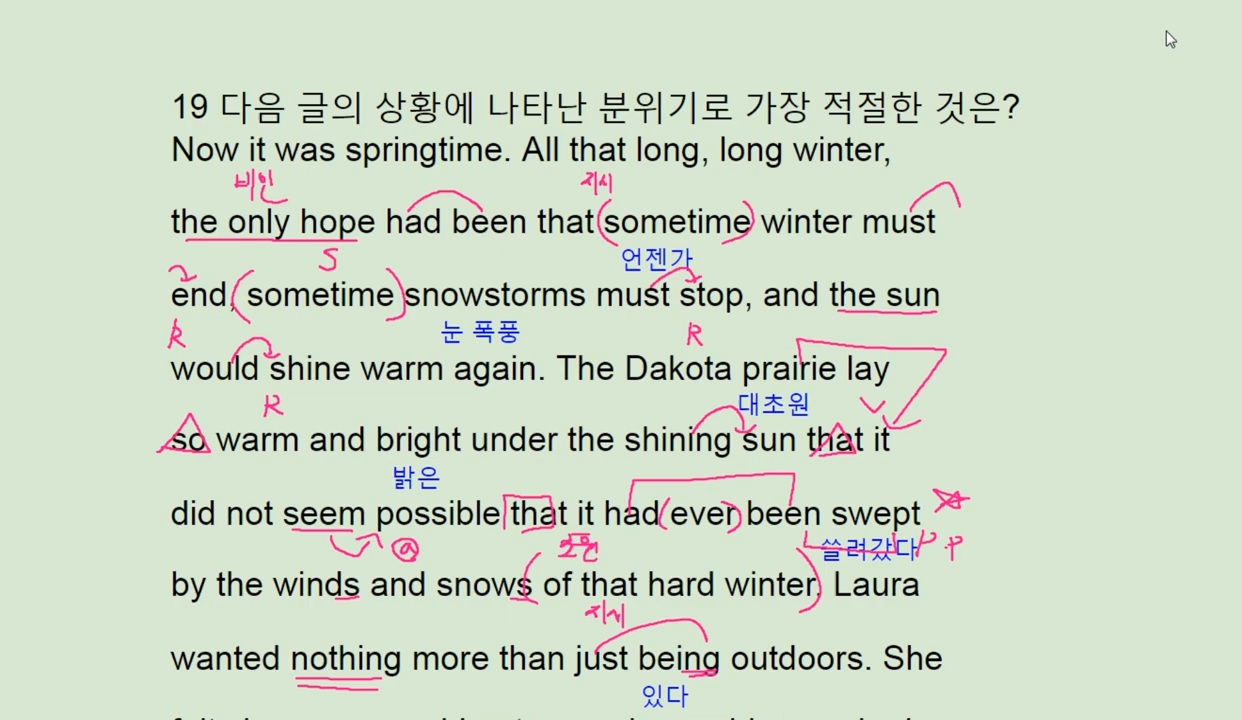 19 다음 글의 상황에 나타난 분위기로 가장 적절한 것은?
Now it was springtime. All that long, long winter,
비인 지시
the only hope had been that (sometime) winter must
S 언젠가
end, (sometime) snowstorms must stop, and the sun
R 눈 폭풍 R
would shine warm again. The Dakota prairie lay
R 대초원
so warm and bright under the shining sun that it
밝은
did not seem possible that it had (ever) been swept
ⓐ 쓸려갔다 P.P
by the winds and snows (of that hard winter). Laura
지시
wanted nothing more than just being outdoors. She
있다